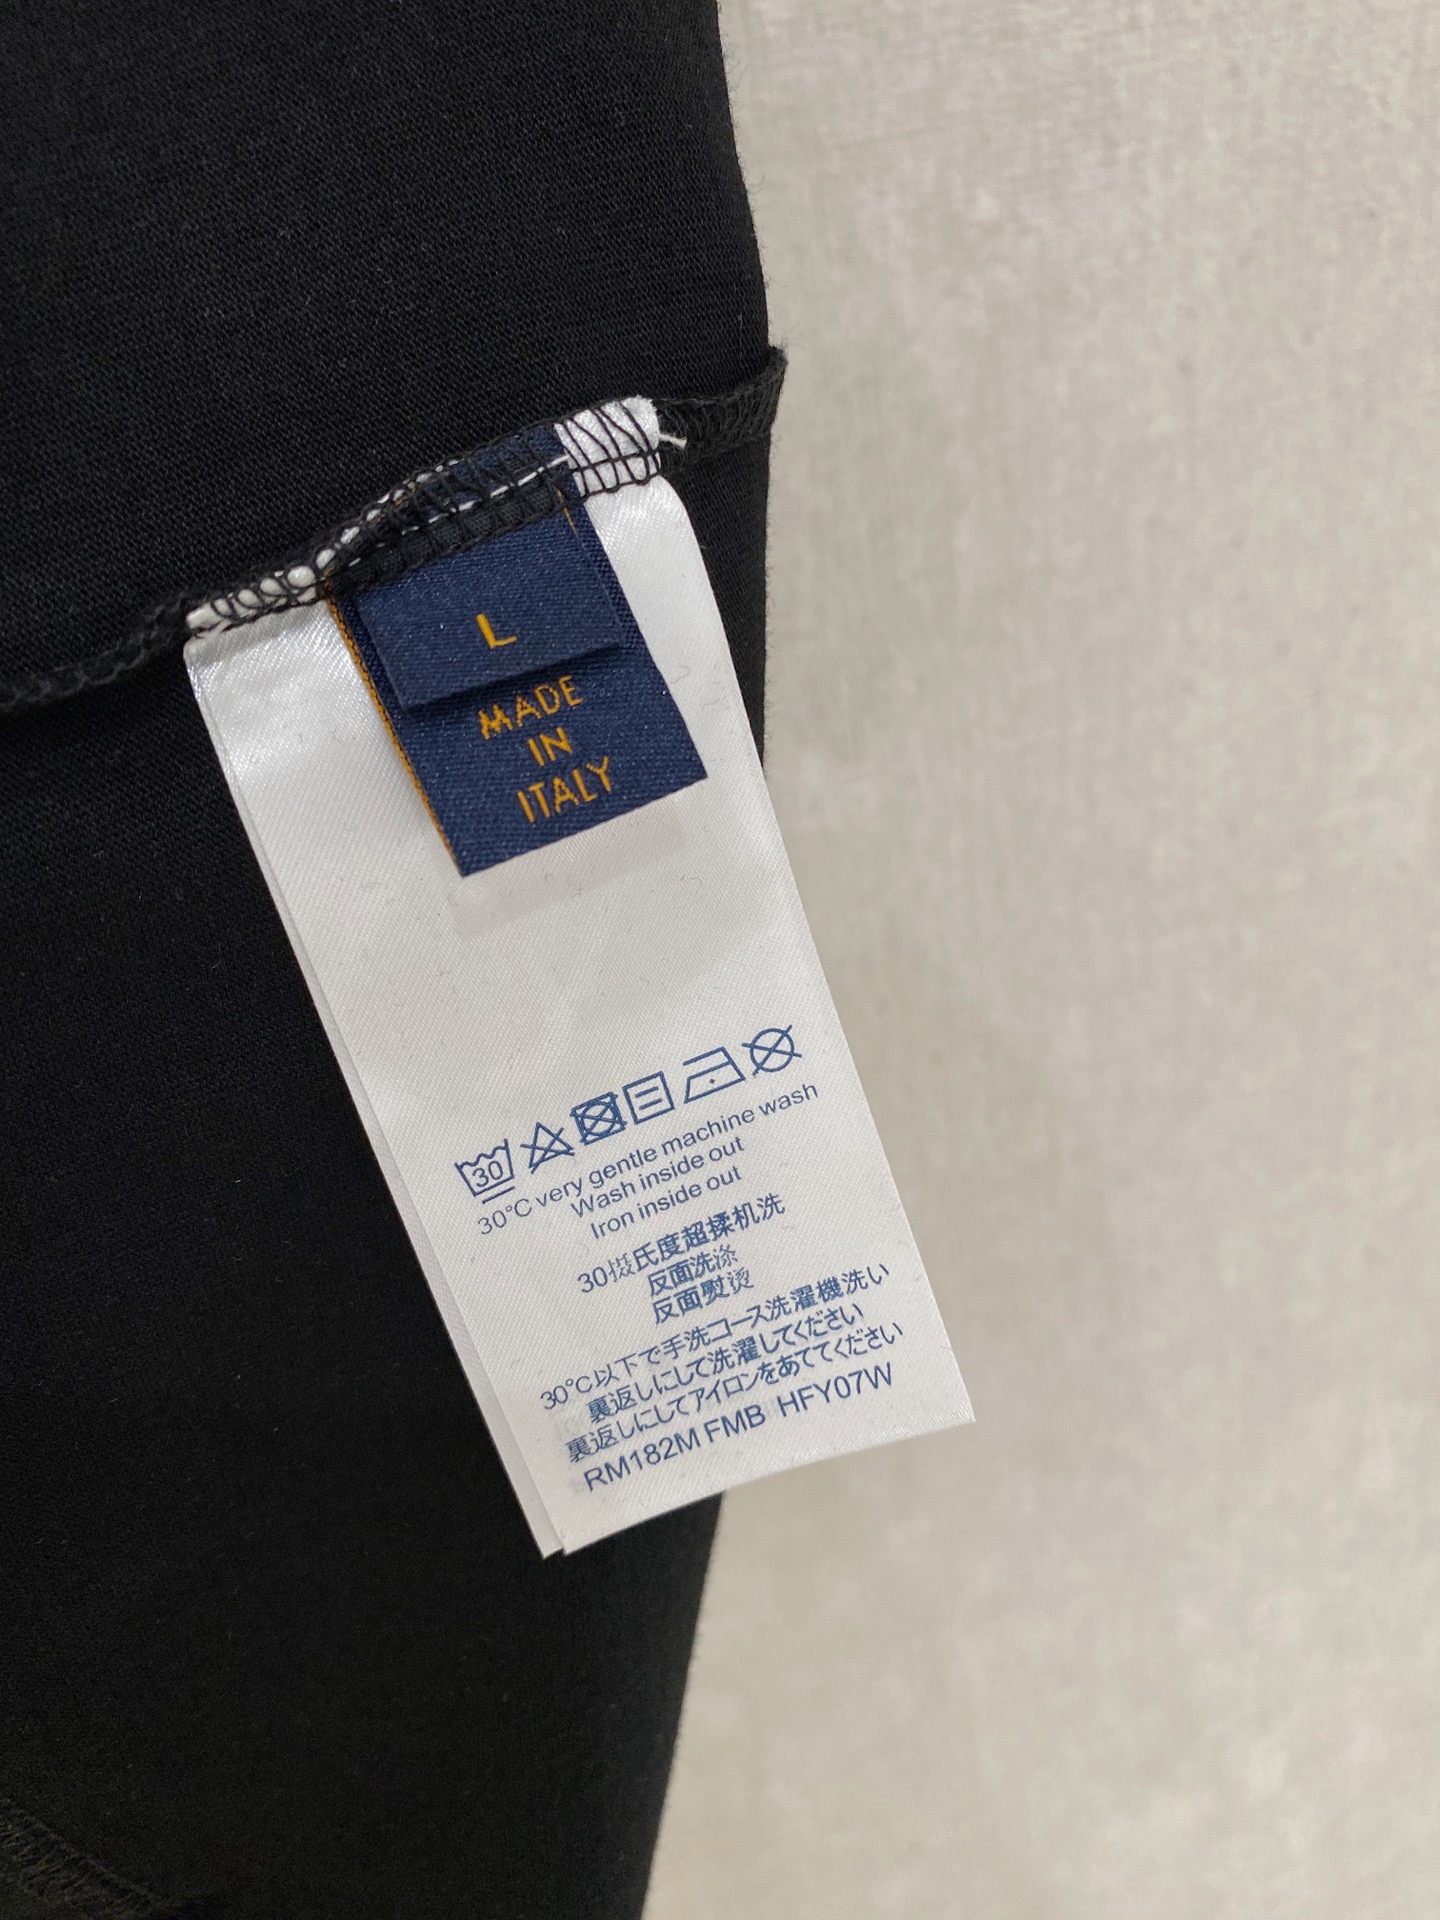 L
MADE
IN
ITALY
30
30°C very gentle machine wash
Wash inside out
Iron inside out
30摄氏度超揉机洗
反面洗涤
反面熨烫
30°C以下で手洗コース洗濯機洗い
裏返しにして洗濯してください
裏返しにしてアイロンをあててください
RM182M FMB HFY07W